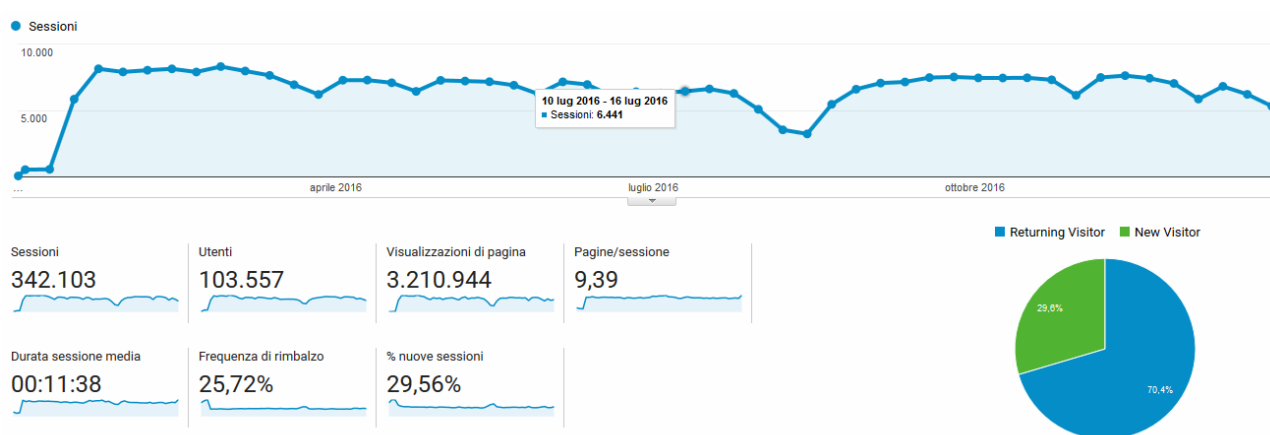 Sessioni
10.000
5.000
10 lug 2016 - 16 lug 2016
Sessioni: 6.441
...
aprile 2016
luglio 2016
ottobre 2016
Returning Visitor
New Visitor
Sessioni
342.103
Utenti
103.557
Visualizzazioni di pagina
3.210.944
Pagine/sessione
9,39
29,6%
70,4%
Durata sessione media
00:11:38
Frequenza di rimbalzo
25,72%
% nuove sessioni
29,56%